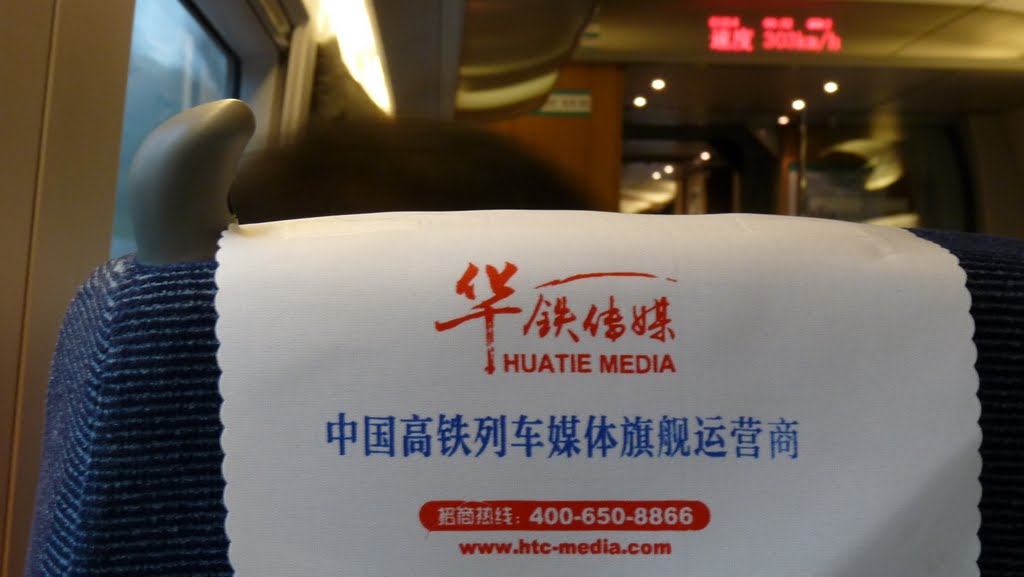 速度 303km/h
华铁传媒
HUATIE MEDIA
中国高铁列车媒体旗舰运营商
招商热线：400-650-8866
www.htc-media.com